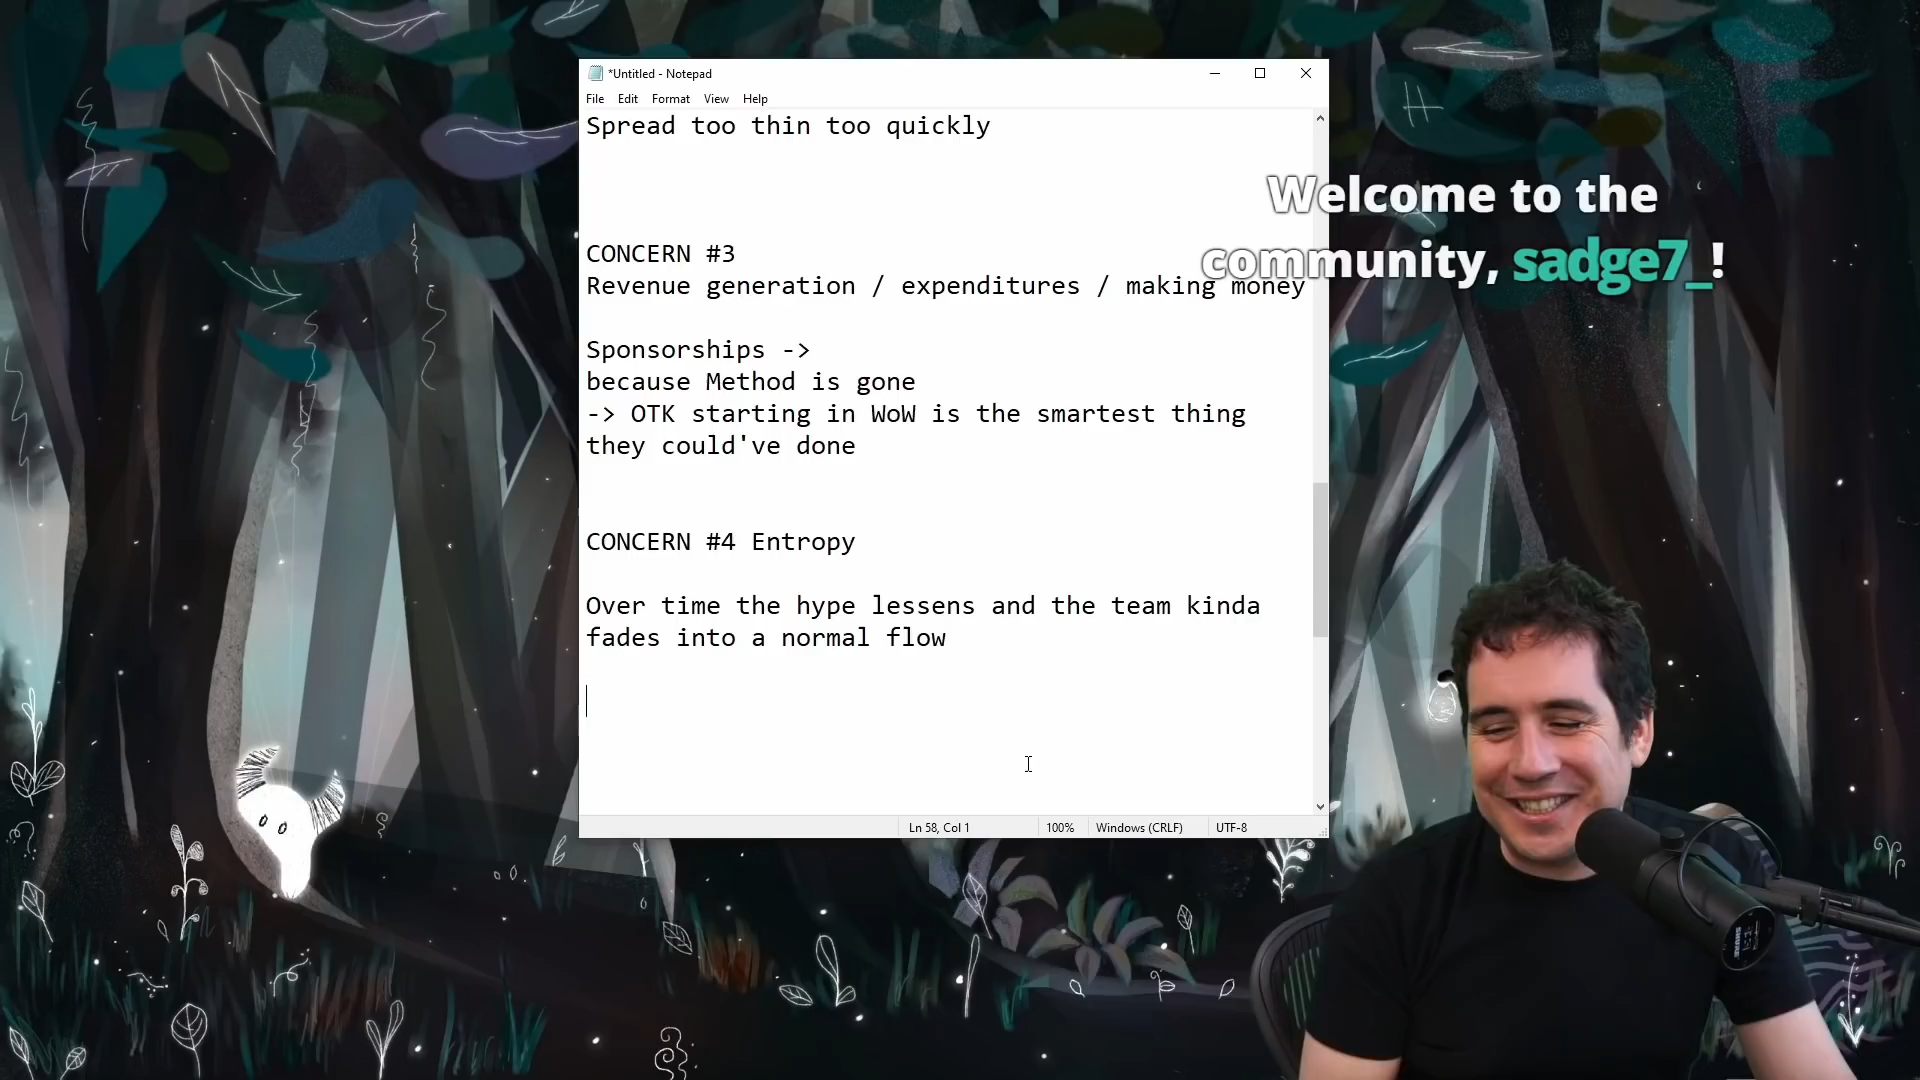 *Untitled - Notepad
File Edit Format View Help
Spread too thin too quickly
CONCERN #3
Revenue generation / expenditures / making money
Sponsorships ->
because Method is gone
-> OTK starting in WoW is the smartest thing
they could've done
CONCERN #4 Entropy
Over time the hype lessens and the team kinda
fades into a normal flow
Ln 58, Col 1 100% Windows (CRLF) UTF-8
Welcome to the
community, sadge7_!
SHURE